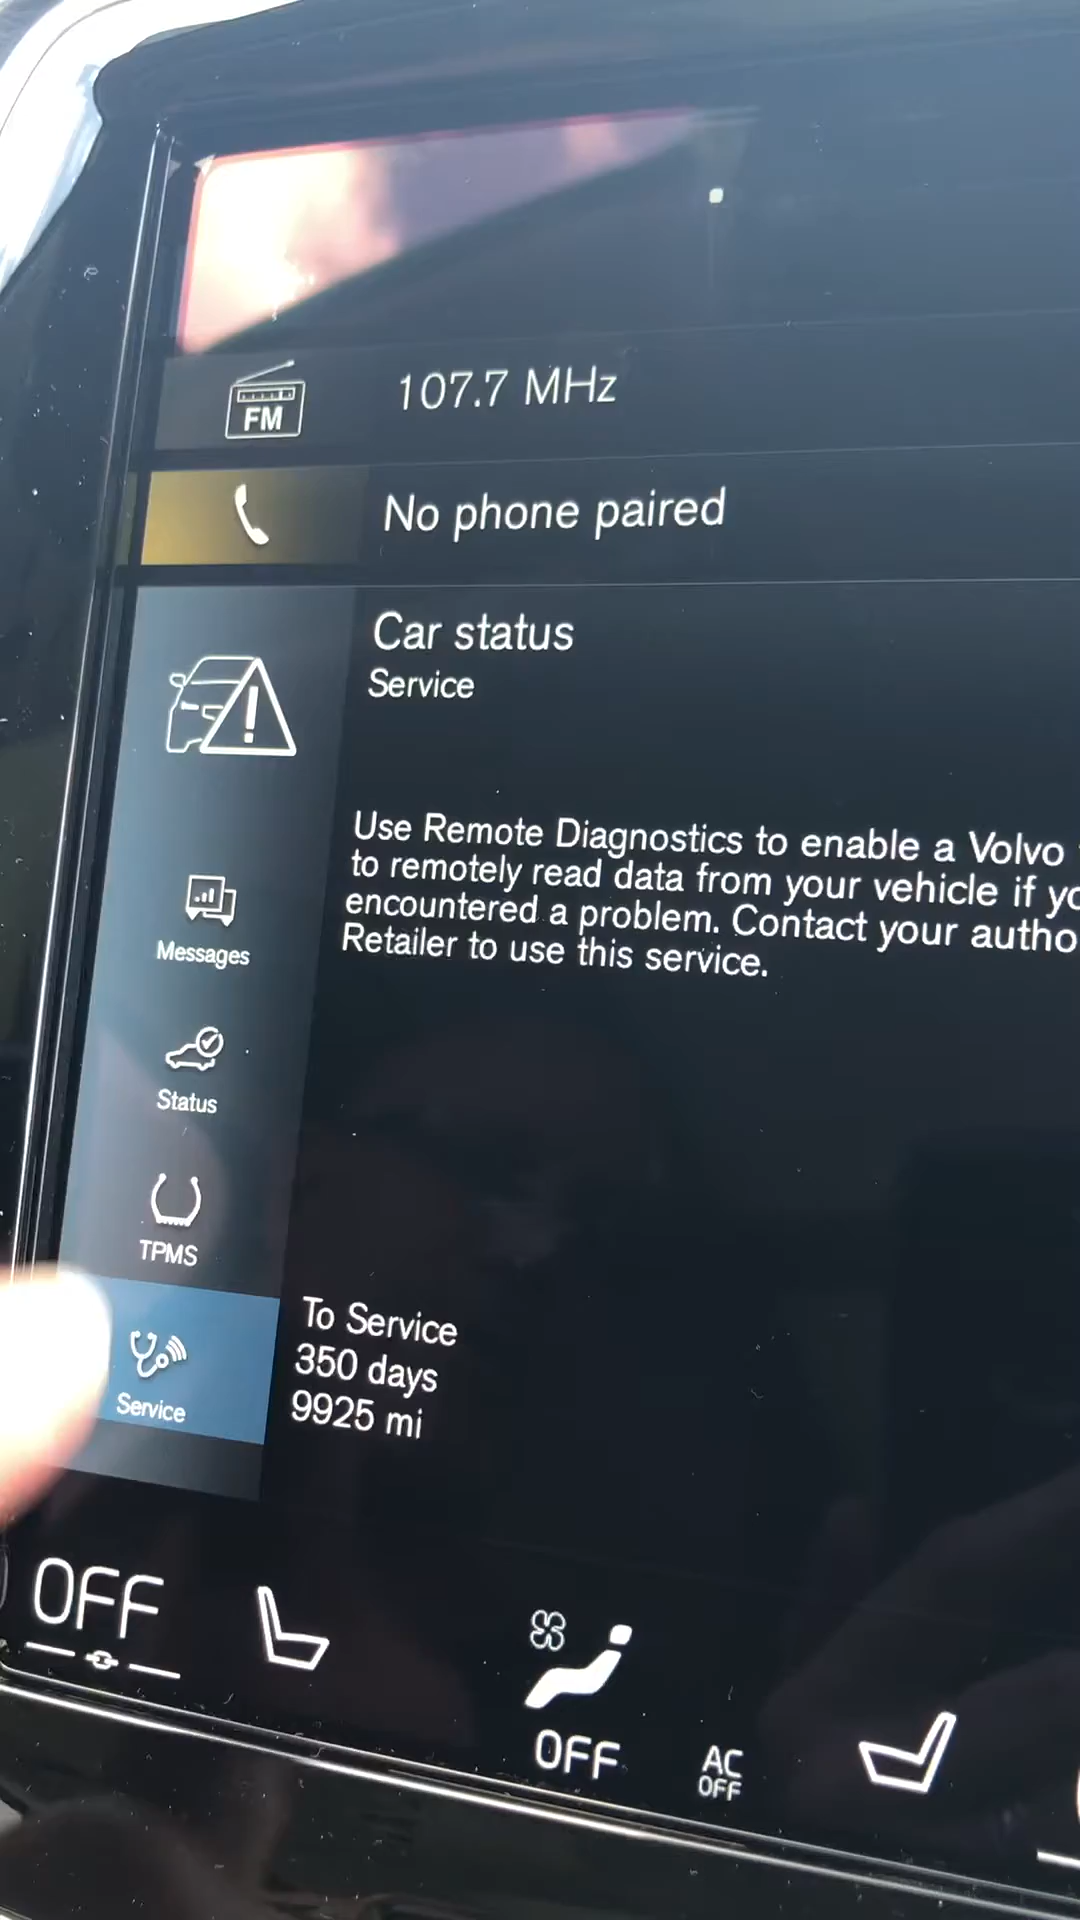 FM
107.7 MHz
No phone paired
Car status
Service
Use Remote Diagnostics to enable a Volvo
to remotely read data from your vehicle if
encountered a problem. Contact your
Retailer to use this service.
Messages
Status
TPMS
Service
To Service
350 days
9925 mi
OFF
OFF
AC
OFF